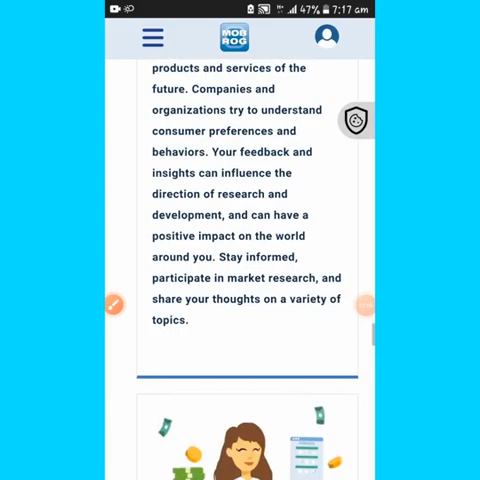 47% 7:17 am
MOB
ROG
products and services of the
future. Companies and
organizations try to understand
consumer preferences and
behaviors. Your feedback and
insights can influence the
direction of research and
development, and can have a
positive impact on the world
around you. Stay informed,
participate in market research, and
share your thoughts on a variety of
topics.